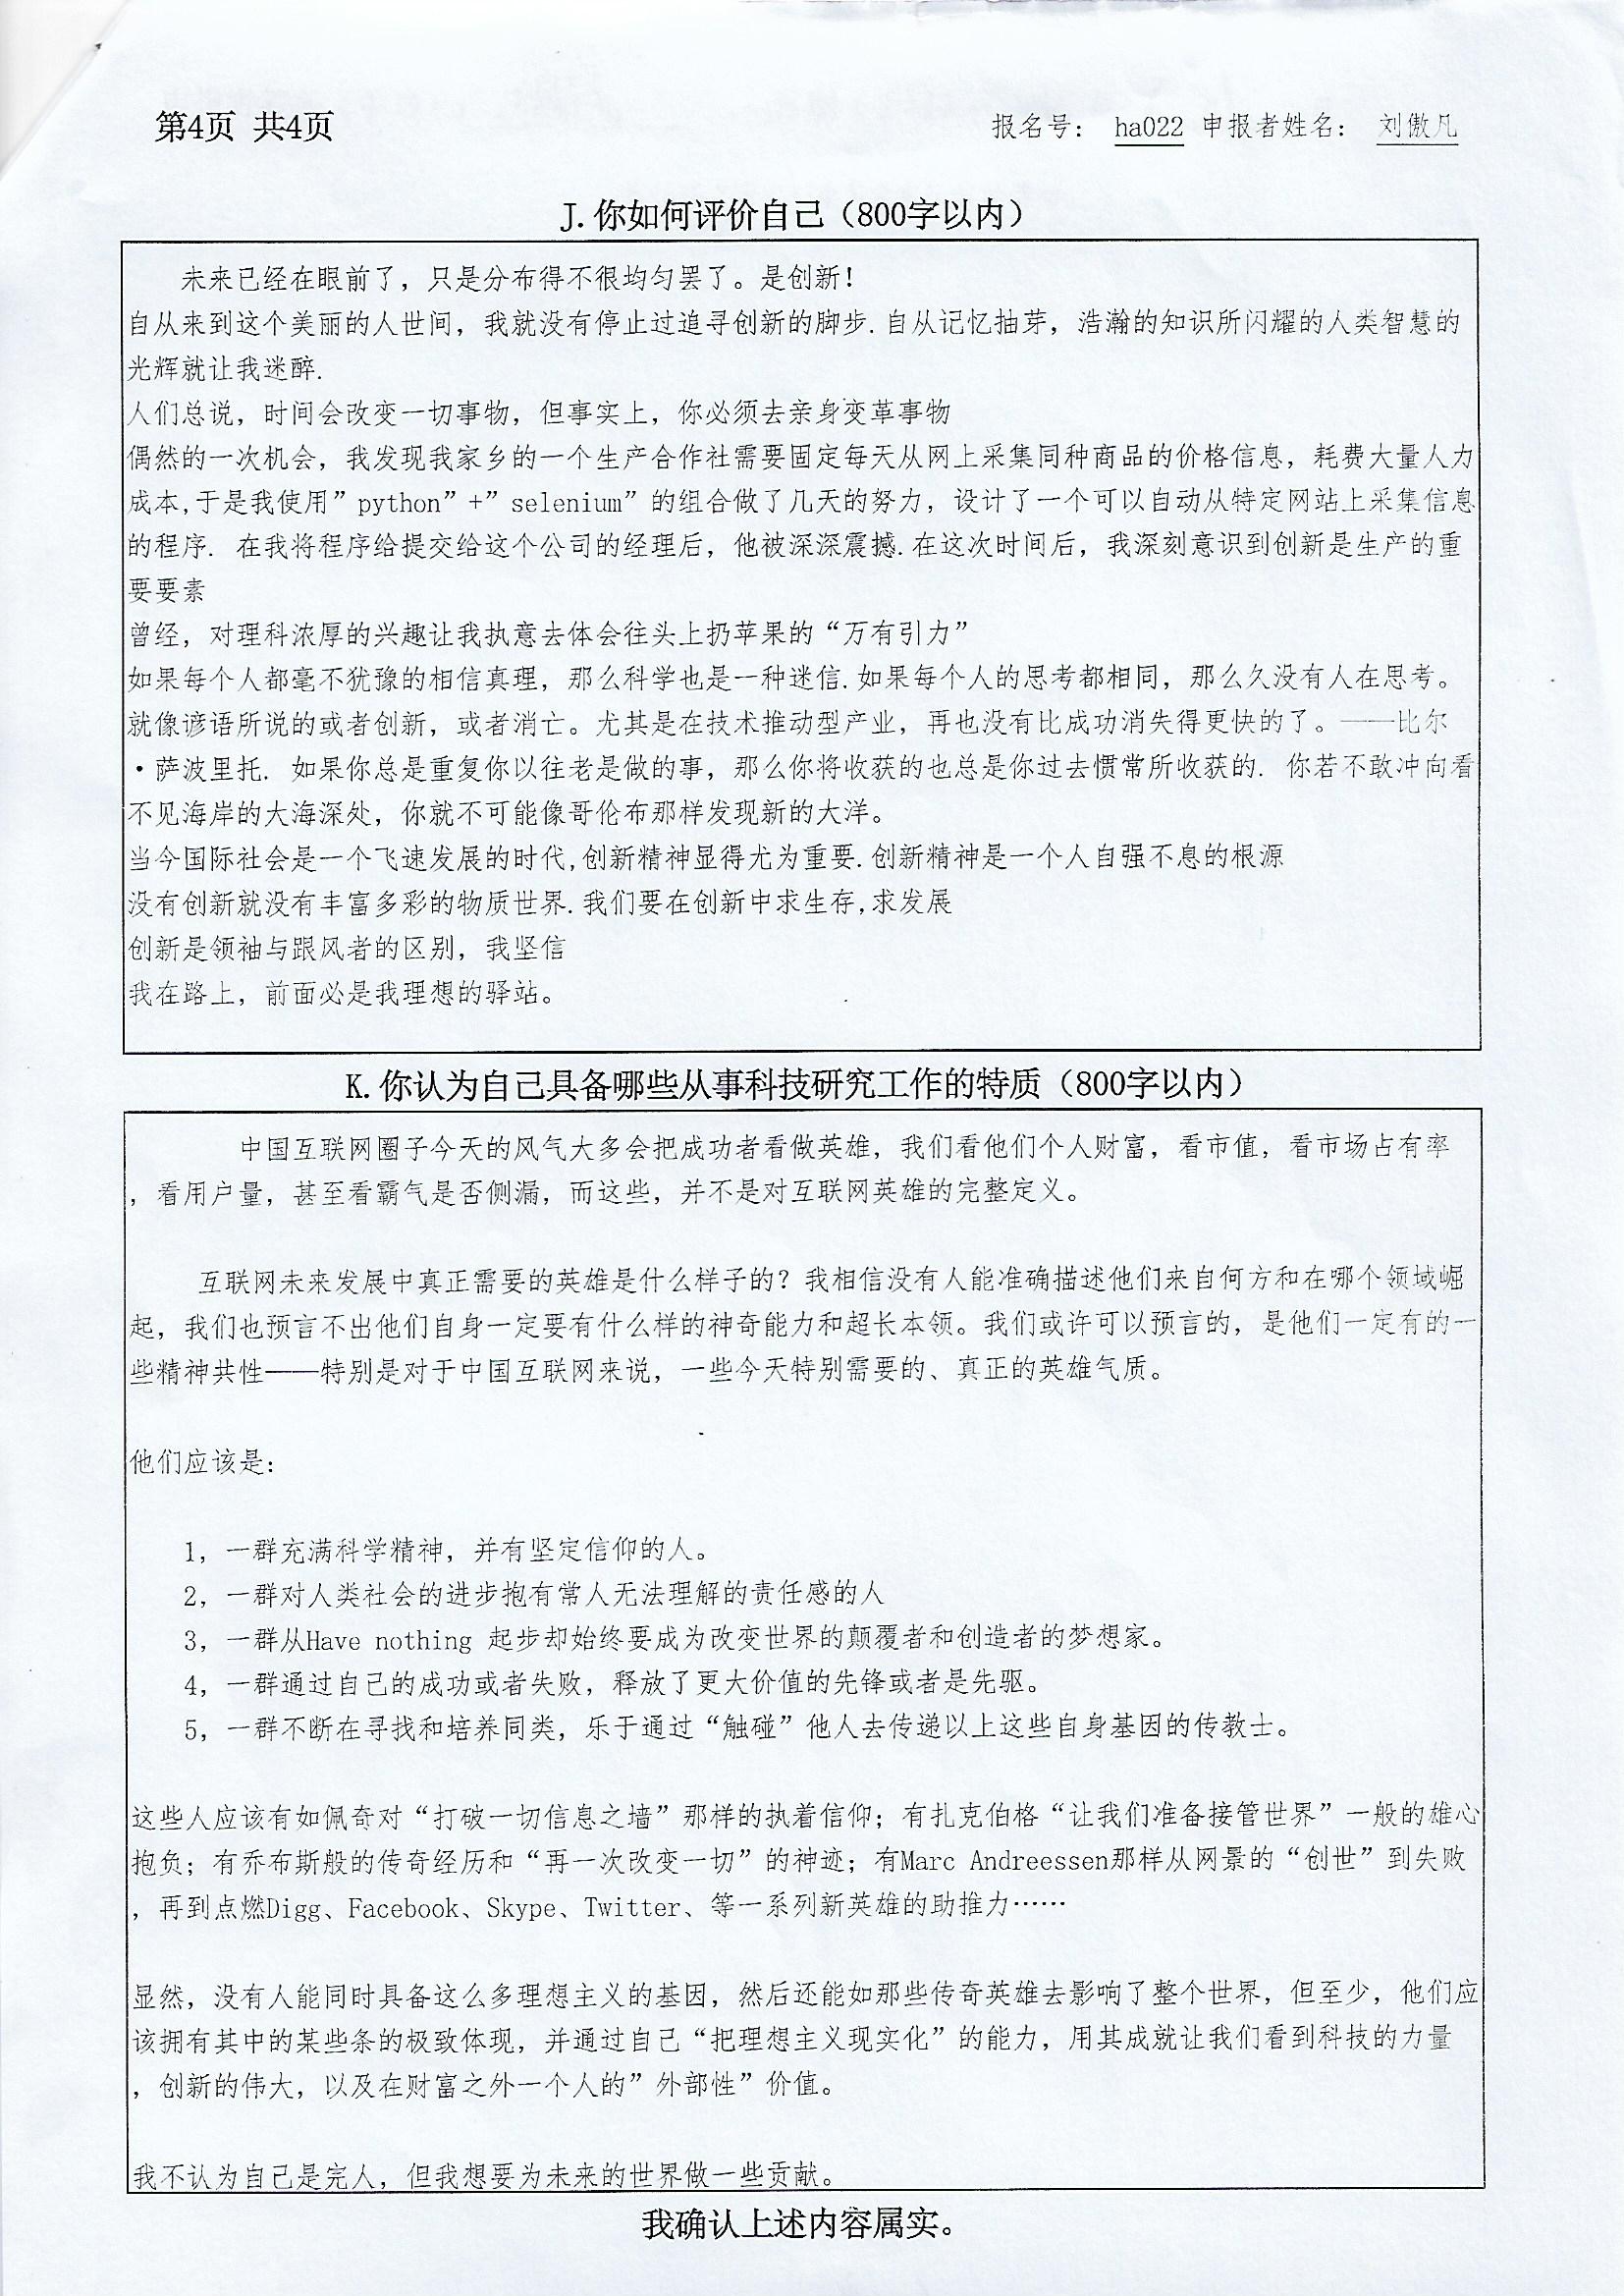 第4页 共4页
报名号： ha022 申报者姓名： 刘傲凡
J.你如何评价自己（800字以内）
未来已经在眼前了，只是分布得不很均匀罢了。是创新！
自从来到这个美丽的人世间，我就没有停止过追寻创新的脚步.自从记忆抽芽，浩瀚的知识所闪耀的人类智慧的
光辉就让我迷醉.
人们总说，时间会改变一切事物，但事实上，你必须去亲身变革事物
偶然的一次机会，我发现我家乡的一个生产合作社需要固定每天从网上采集同种商品的价格信息，耗费大量人力
成本,于是我使用”python”+”selenium”的组合做了几天的努力，设计了一个可以自动从特定网站上采集信息
的程序. 在我将程序给提交给这个公司的经理后，他被深深震撼.在这次时间后，我深刻意识到创新是生产的重
要要素
曾经，对理科浓厚的兴趣让我执意去体会往头上扔苹果的“万有引力”
如果每个人都毫不犹豫的相信真理，那么科学也是一种迷信.如果每个人的思考都相同，那么久没有人在思考。
就像谚语所说的或者创新，或者消亡。尤其是在技术推动型产业，再也没有比成功消失得更快的了。——比尔
·萨波里托. 如果你总是重复你以往老是做的事，那么你将收获的也总是你过去惯常所收获的. 你若不敢冲向看
不见海岸的大海深处，你就不可能像哥伦布那样发现新的大洋。
当今国际社会是一个飞速发展的时代,创新精神显得尤为重要.创新精神是一个人自强不息的根源
没有创新就没有丰富多彩的物质世界.我们要在创新中求生存,求发展
创新是领袖与跟风者的区别，我坚信
我在路上，前面必是我理想的驿站。
K.你认为自己具备哪些从事科技研究工作的特质（800字以内）
中国互联网圈子今天的风气大多会把成功者看做英雄，我们看他们个人财富，看市值，看市场占有率
，看用户量，甚至看霸气是否侧漏，而这些，并不是对互联网英雄的完整定义。
互联网未来发展中真正需要的英雄是什么样子的？我相信没有人能准确描述他们来自何方和在哪个领域崛
起，我们也预言不出他们自身一定要有什么样的神奇能力和超长本领。我们或许可以预言的，是他们一定有的一
些精神共性——特别是对于中国互联网来说，一些今天特别需要的、真正的英雄气质。
他们应该是：
1，一群充满科学精神，并有坚定信仰的人。
2，一群对人类社会的进步抱有常人无法理解的责任感的人
3，一群从Have nothing 起步却始终要成为改变世界的颠覆者和创造者的梦想家。
4，一群通过自己的成功或者失败，释放了更大价值的先锋或者是先驱。
5，一群不断在寻找和培养同类，乐于通过“触碰”他人去传递以上这些自身基因的传教士。
这些人应该有如佩奇对“打破一切信息之墙”那样的执着信仰；有扎克伯格“让我们准备接管世界”一般的雄心
抱负；有乔布斯般的传奇经历和“再一次改变一切”的神迹；有Marc Andreessen那样从网景的“创世”到失败
，再到点燃Digg、Facebook、Skype、Twitter、等一系列新英雄的助推力……
显然，没有人能同时具备这么多理想主义的基因，然后还能如那些传奇英雄去影响了整个世界，但至少，他们应
该拥有其中的某些条的极致体现，并通过自己“把理想主义现实化”的能力，用其成就让我们看到科技的力量
，创新的伟大，以及在财富之外一个人的”外部性”价值。
我不认为自己是完人，但我想要为未来的世界做一些贡献。
我确认上述内容属实。